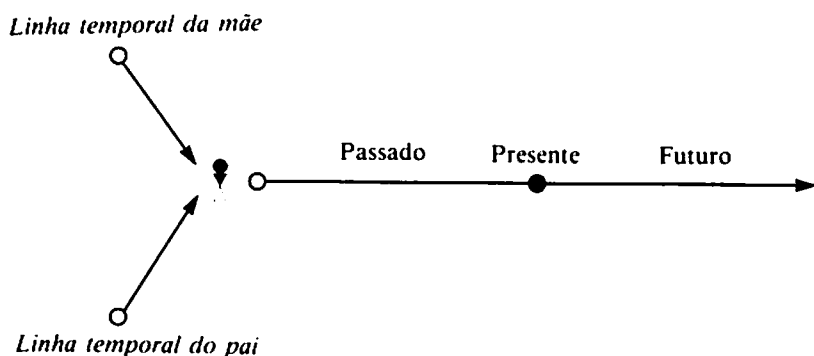 Linha temporal da mãe
Passado Presente Futuro
Linha temporal do pai